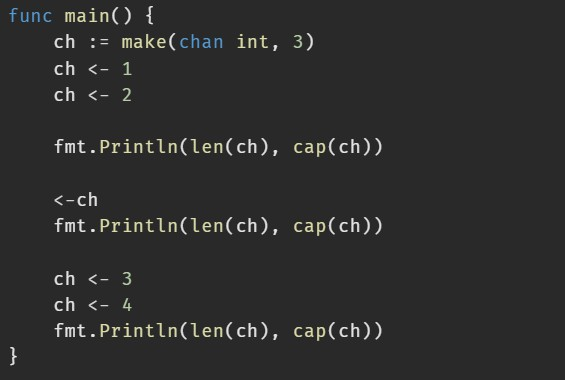 func main() {
    ch := make(chan int, 3)
    ch <- 1
    ch <- 2

    fmt.Println(len(ch), cap(ch))

    <-ch
    fmt.Println(len(ch), cap(ch))

    ch <- 3
    ch <- 4
    fmt.Println(len(ch), cap(ch))
}